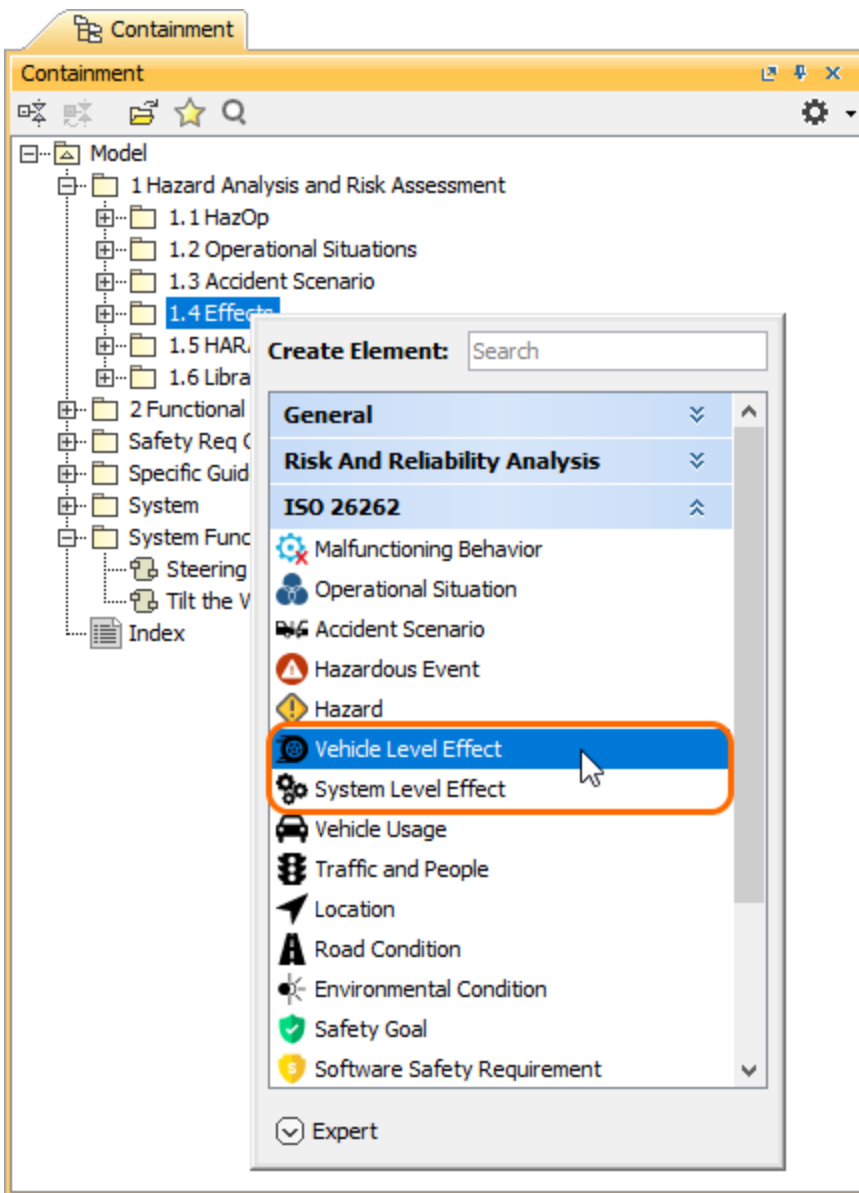 Containment
Containment
Model
1 Hazard Analysis and Risk Assessment
1.1 HazOp
1.2 Operational Situations
1.3 Accident Scenario
1.4 Effects
1.5 HARA
1.6 Libra
2 Functional
Safety Req
Specific Guid
System
System Func
Steering
Tilt the
Index
Create Element: Search
General
Risk And Reliability Analysis
ISO 26262
Malfunctioning Behavior
Operational Situation
Accident Scenario
Hazardous Event
Hazard
Vehicle Level Effect
System Level Effect
Vehicle Usage
Traffic and People
Location
Road Condition
Environmental Condition
Safety Goal
Software Safety Requirement
Expert